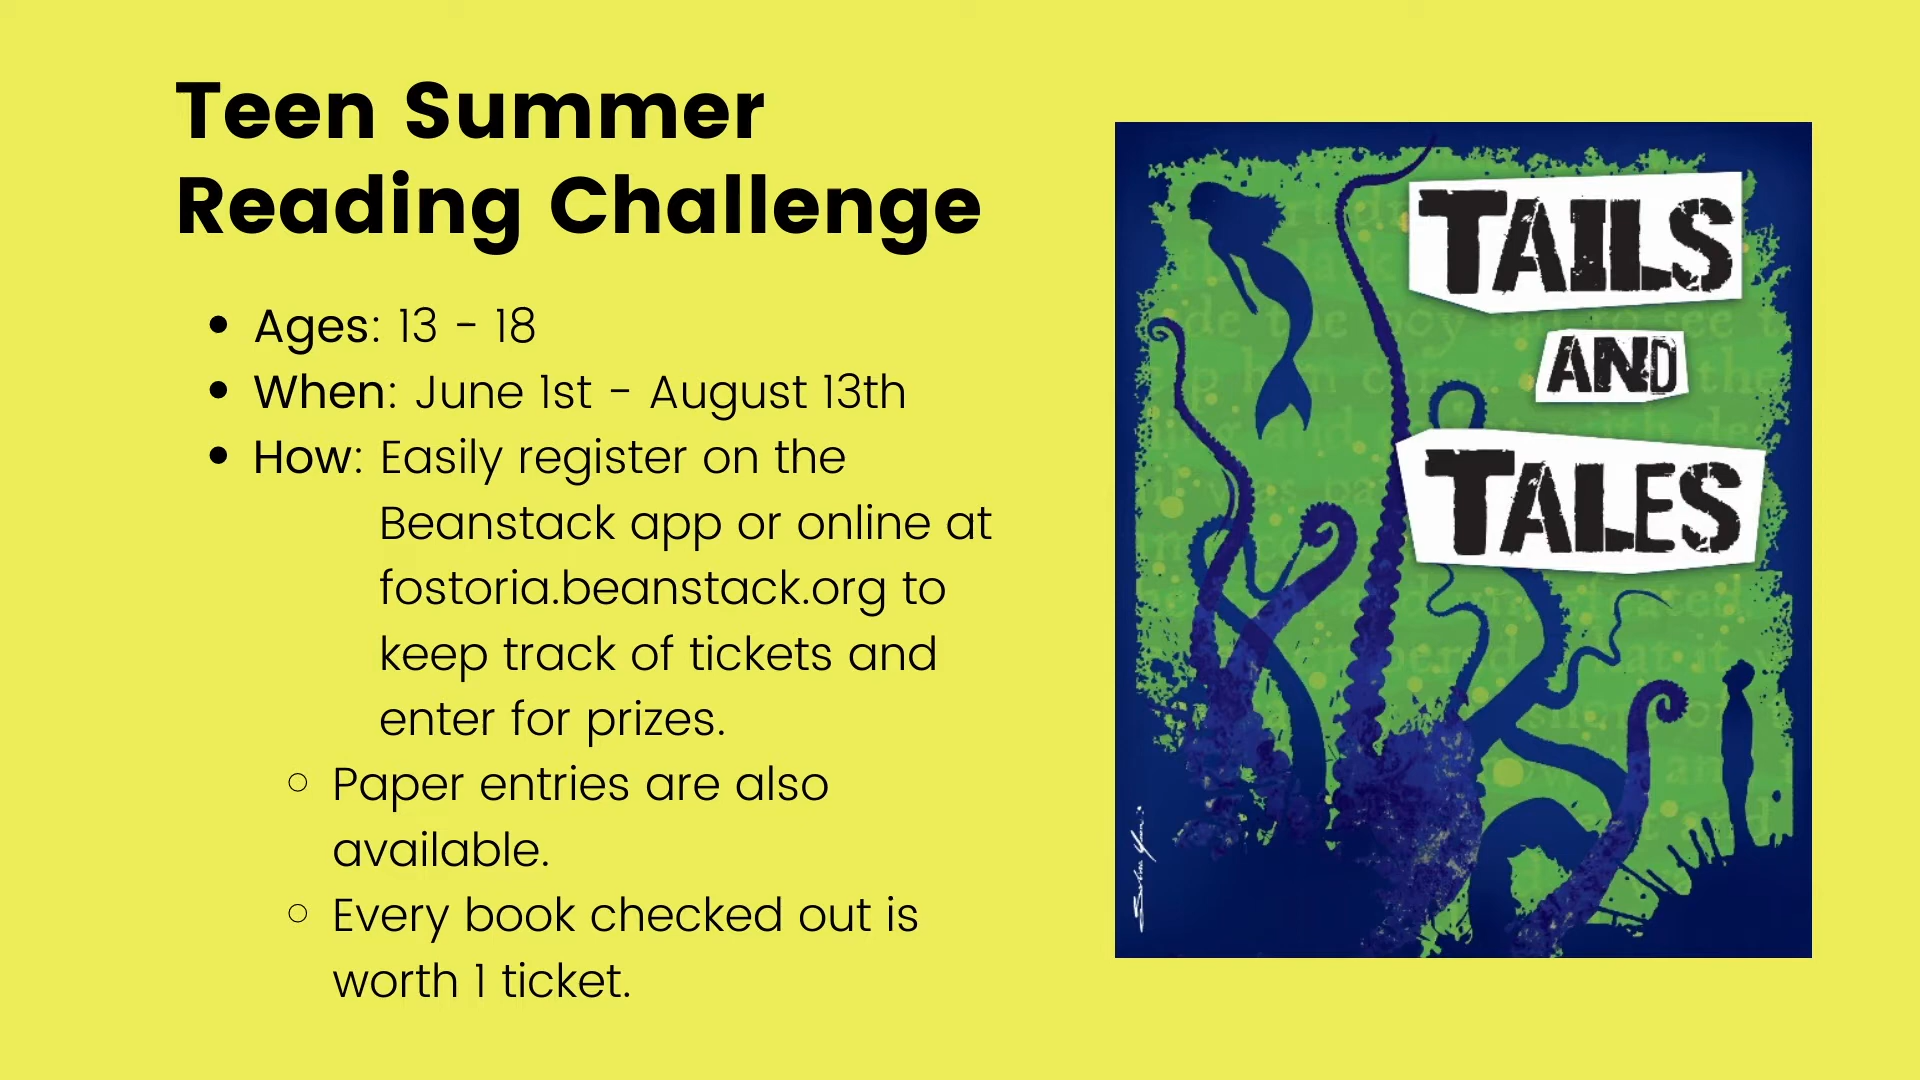 Teen Summer
Reading Challenge
• Ages: 13 - 18
• When: June 1st - August 13th
• How: Easily register on the
Beanstack app or online at
fostoria.beanstack.org to
keep track of tickets and
enter for prizes.
○ Paper entries are also
available.
○ Every book checked out is
worth 1 ticket.
TAILS
AND
TALES